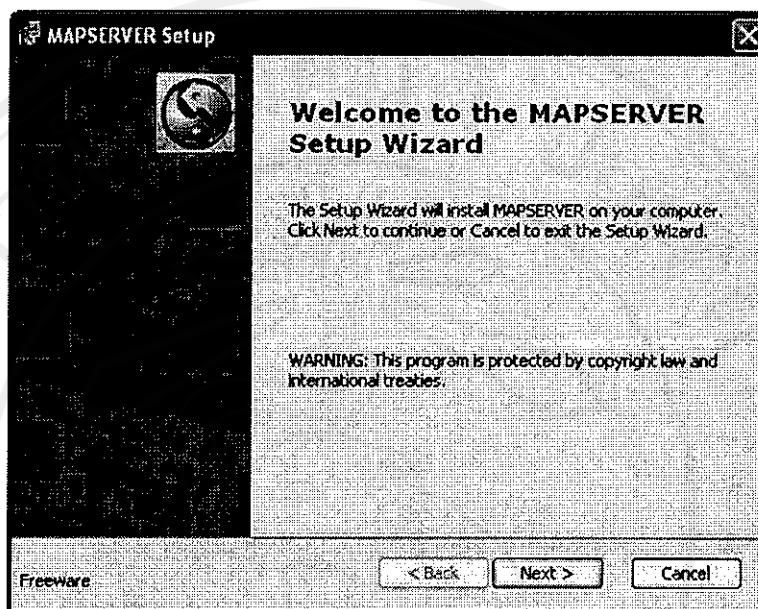 MAPSERVER Setup
Welcome to the MAPSERVER
Setup Wizard
The Setup Wizard will install MAPSERVER on your computer.
Click Next to continue or Cancel to exit the Setup Wizard.
WARNING: This program is protected by copyright law and
international treaties.
Freeware
< Back
Next >
Cancel